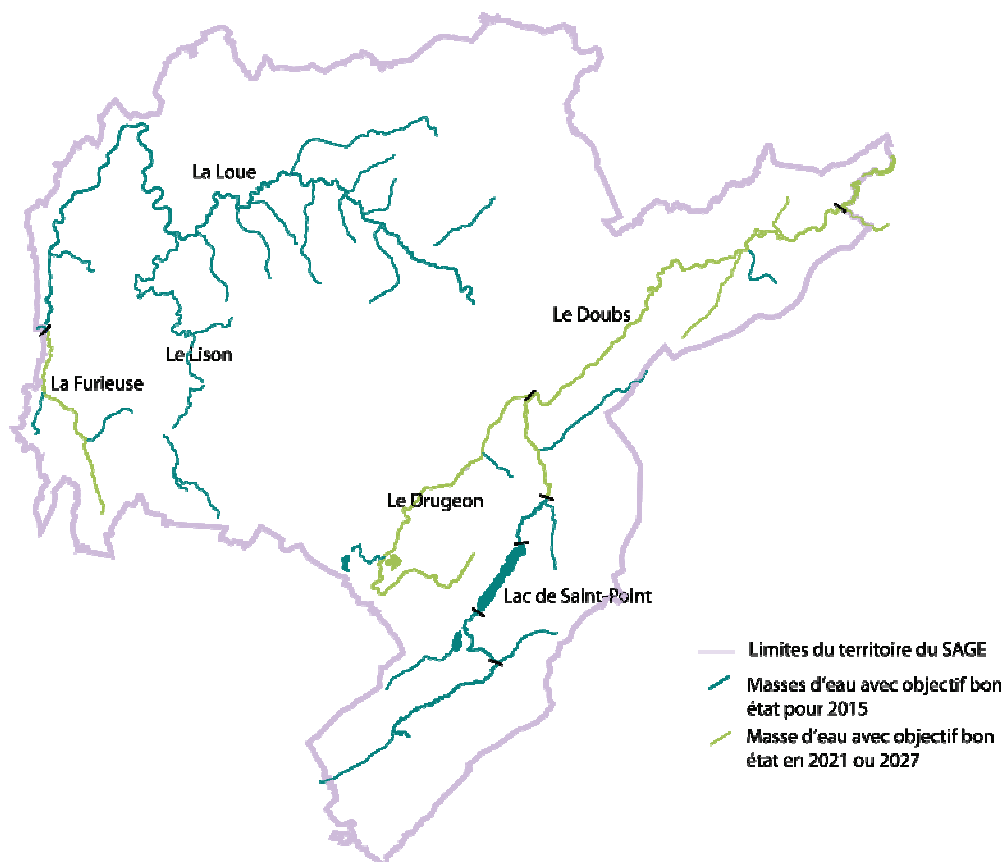 La Loue
Le Doubs
Le Lison
La Furieuse
Le Drugeon
Lac de Saint-Point
Limites du territoire du SAGE
Masses d'eau avec objectif bon
état pour 2015
Masse d'eau avec objectif bon
état en 2021 ou 2027